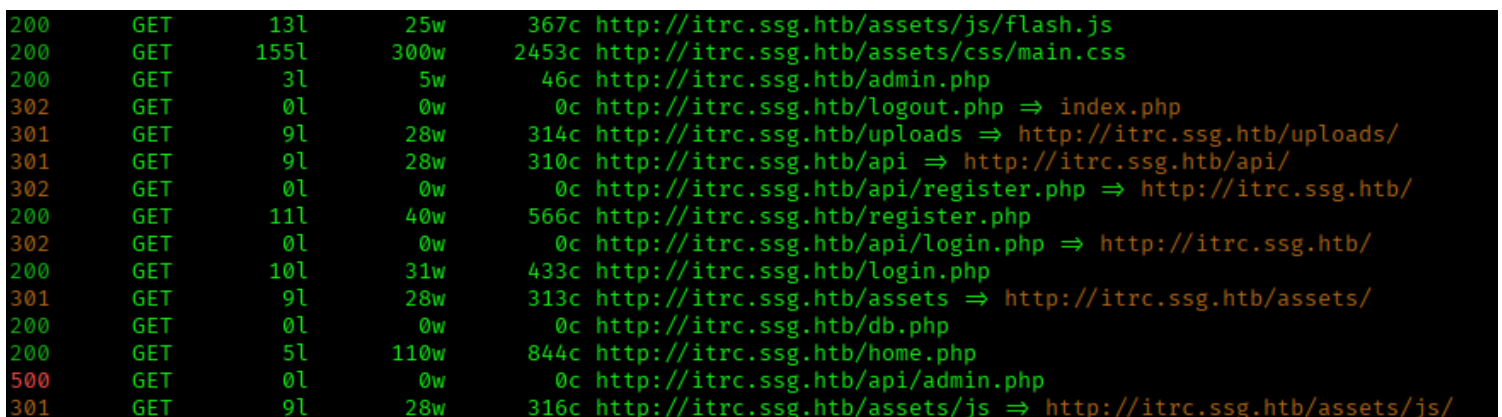 200 GET 13l 25w 367c http://itrc.ssg.htb/assets/js/flash.js
200 GET 155l 300w 2453c http://itrc.ssg.htb/assets/css/main.css
200 GET 3l 5w 46c http://itrc.ssg.htb/admin.php
302 GET 0l 0w 0c http://itrc.ssg.htb/logout.php ⇒ index.php
301 GET 9l 28w 314c http://itrc.ssg.htb/uploads ⇒ http://itrc.ssg.htb/uploads/
301 GET 9l 28w 310c http://itrc.ssg.htb/api ⇒ http://itrc.ssg.htb/api/
302 GET 0l 0w 0c http://itrc.ssg.htb/api/register.php ⇒ http://itrc.ssg.htb/
200 GET 11l 40w 566c http://itrc.ssg.htb/register.php
302 GET 0l 0w 0c http://itrc.ssg.htb/api/login.php ⇒ http://itrc.ssg.htb/
200 GET 10l 31w 433c http://itrc.ssg.htb/login.php
301 GET 9l 28w 313c http://itrc.ssg.htb/assets ⇒ http://itrc.ssg.htb/assets/
200 GET 0l 0w 0c http://itrc.ssg.htb/db.php
200 GET 5l 110w 844c http://itrc.ssg.htb/home.php
500 GET 0l 0w 0c http://itrc.ssg.htb/api/admin.php
301 GET 9l 28w 316c http://itrc.ssg.htb/assets/js ⇒ http://itrc.ssg.htb/assets/js/